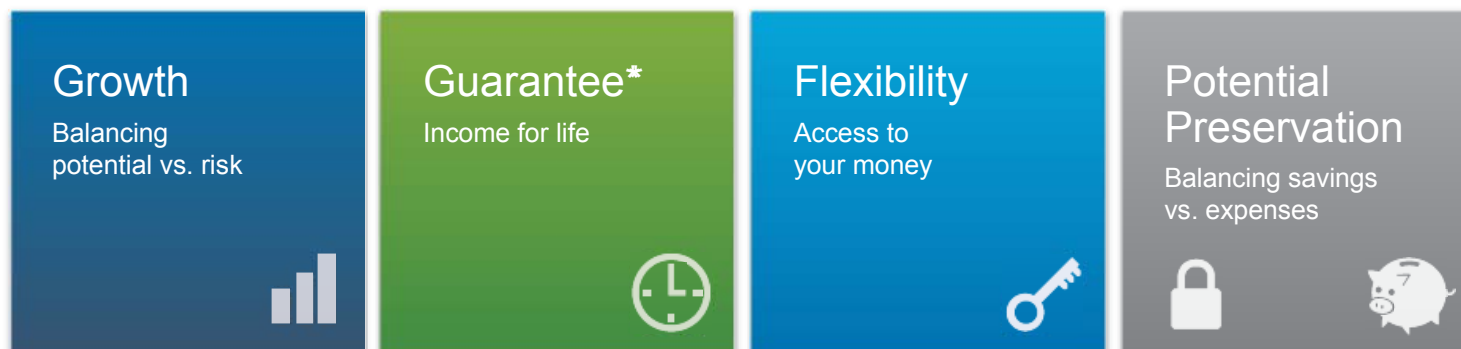 Growth
Balancing
potential vs. risk
Guarantee*
Income for life
Flexibility
Access to
your money
Potential
Preservation
Balancing savings
vs. expenses